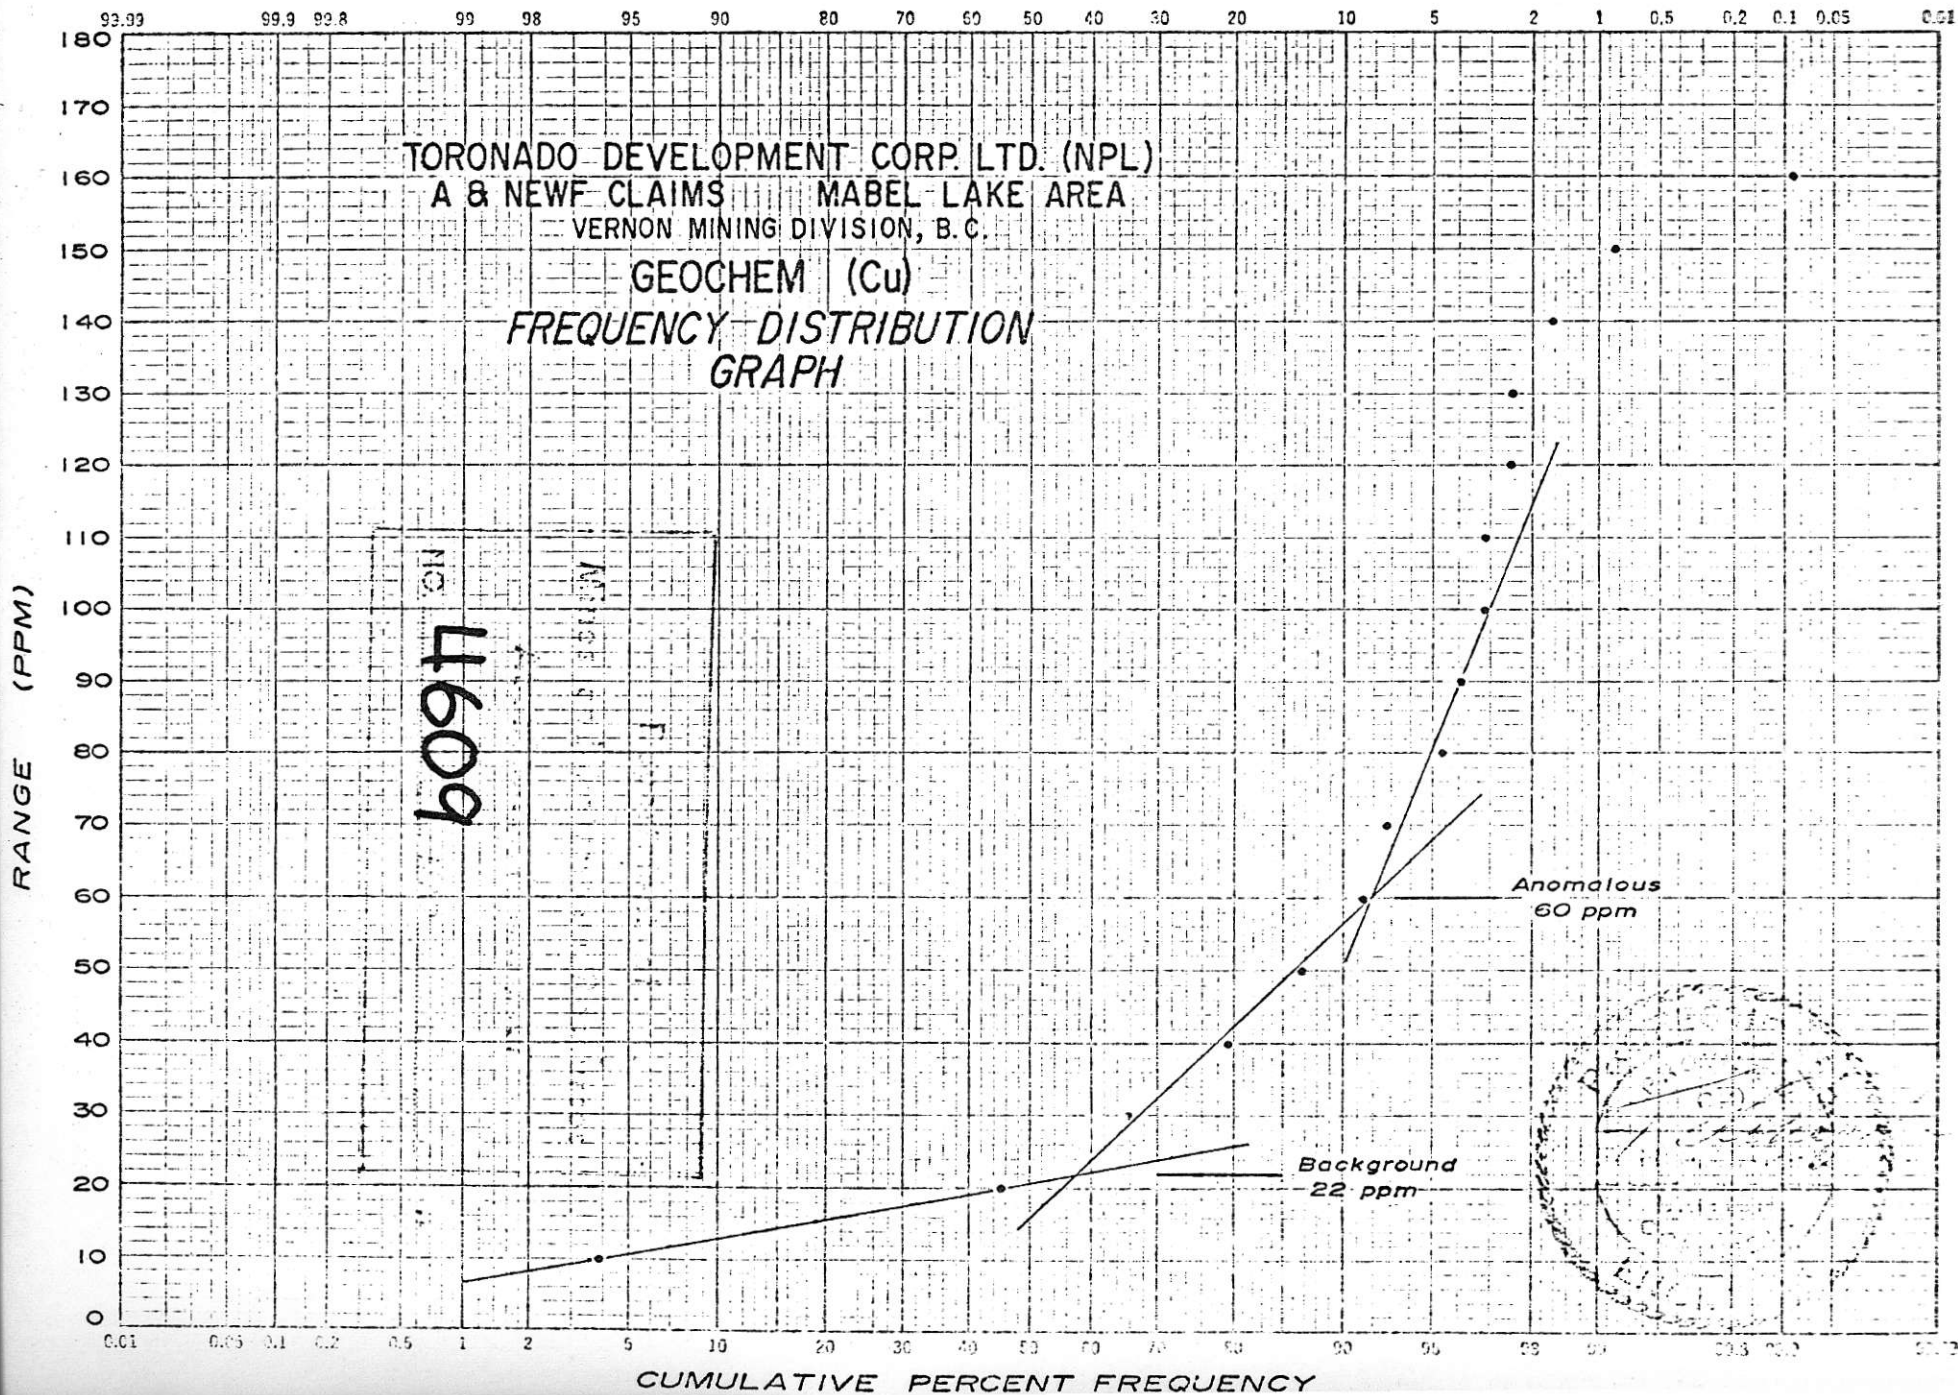 93.99 99.9 99.8 99 98 95 90 80 70 60 50 40 30 20 10 5 2 1 0.5 0.2 0.1 0.05 0.01
180
170
160
150
140
130
120
110
100
90
80
70
60
50
40
30
20
10
0
RANGE (PPM)
TORONADO DEVELOPMENT CORP. LTD. (NPL)
A & NEWF CLAIMS MABEL LAKE AREA
VERNON MINING DIVISION, B.C.
GEOCHEM (Cu)
FREQUENCY DISTRIBUTION
GRAPH
NO
4609
Anomalous
60 ppm
Background
22 ppm
0.01 0.1 0.2 0.5 1 2 5 10 20 30 40 50 60 70 80 90 95 98 99 99.8
CUMULATIVE PERCENT FREQUENCY